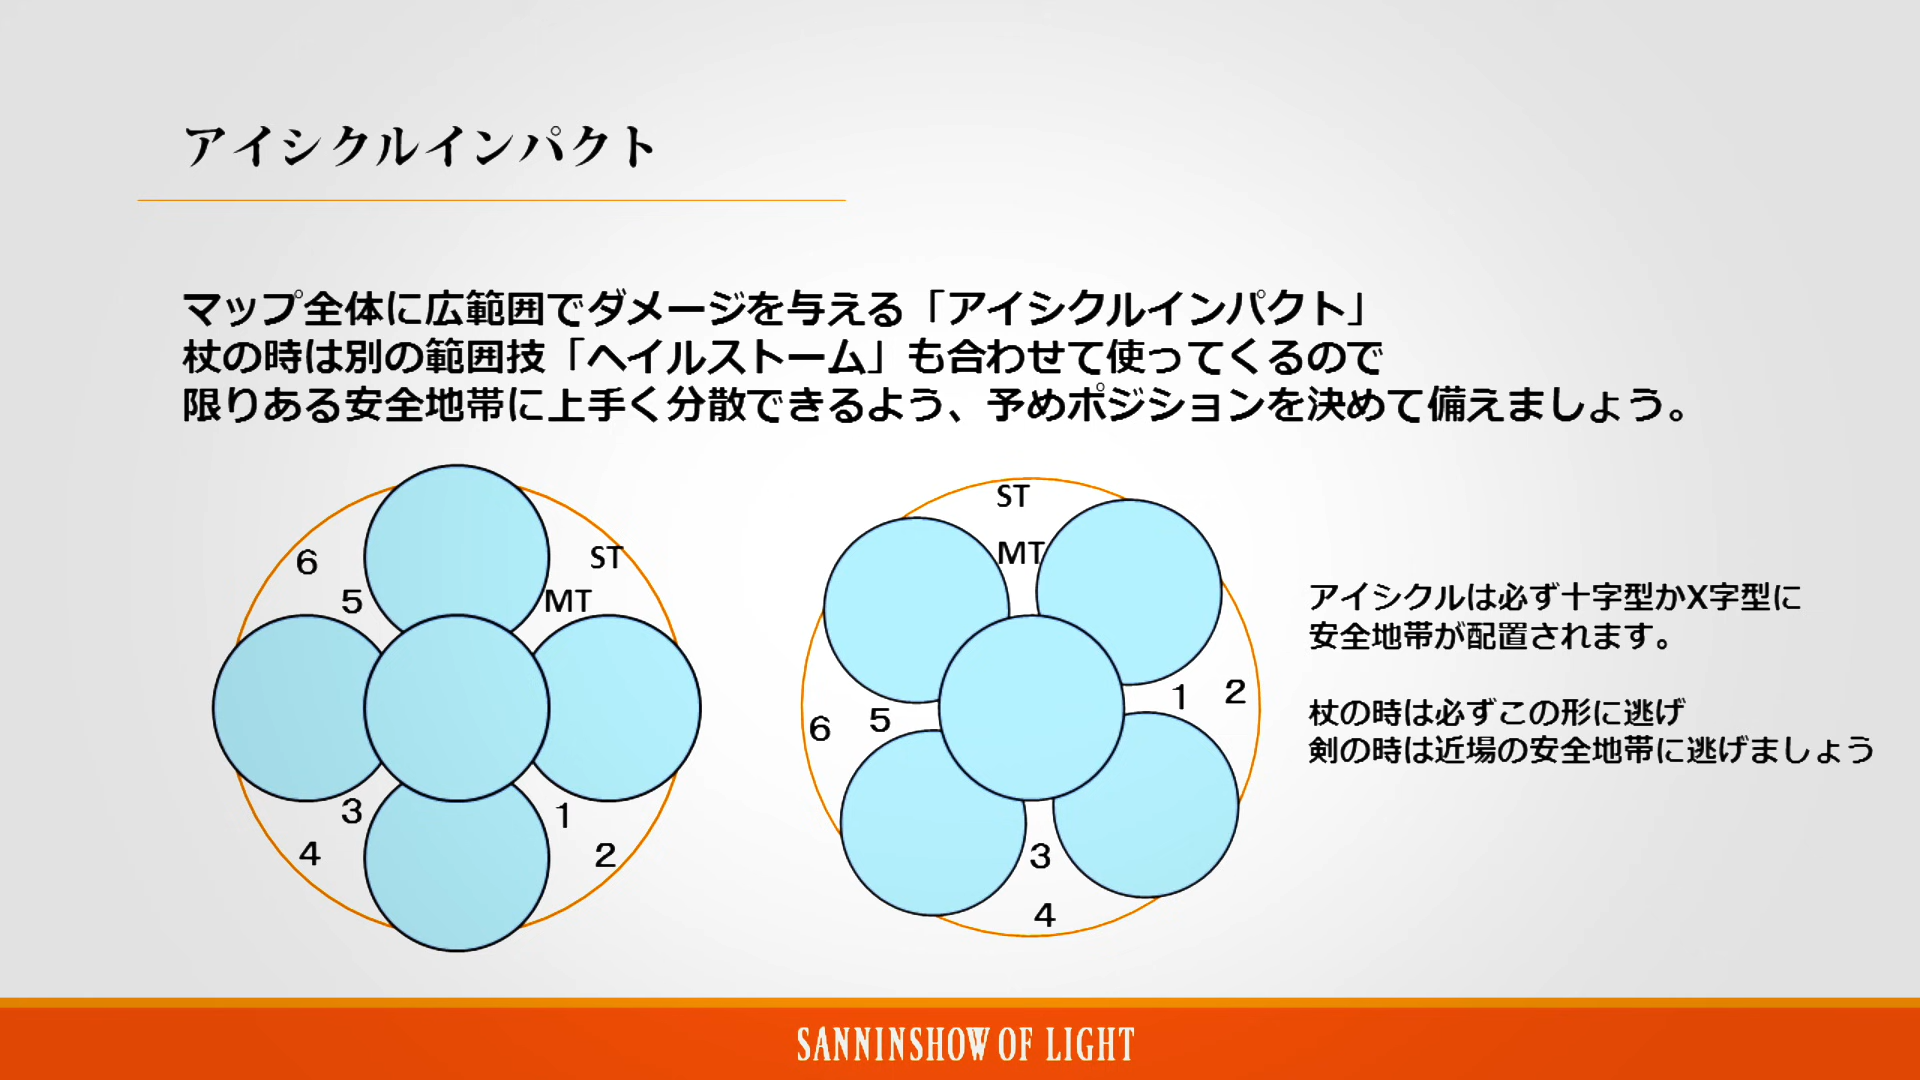 アイシクルインパクト
マップ全体に広範囲でダメージを与える「アイシクルインパクト」
杖の時は別の範囲技「ヘイルストーム」も合わせて使ってくるので
限りある安全地帯に上手く分散できるよう、予めポジションを決めて備えましょう。
6
ST
5
MT
3
1
4
2
ST
MT
1
2
6
5
3
4
アイシクルは必ず十字型かX字型に
安全地帯が配置されます。
杖の時は必ずこの形に逃げ
剣の時は近場の安全地帯に逃げましょう
SANNINSHOW OF LIGHT